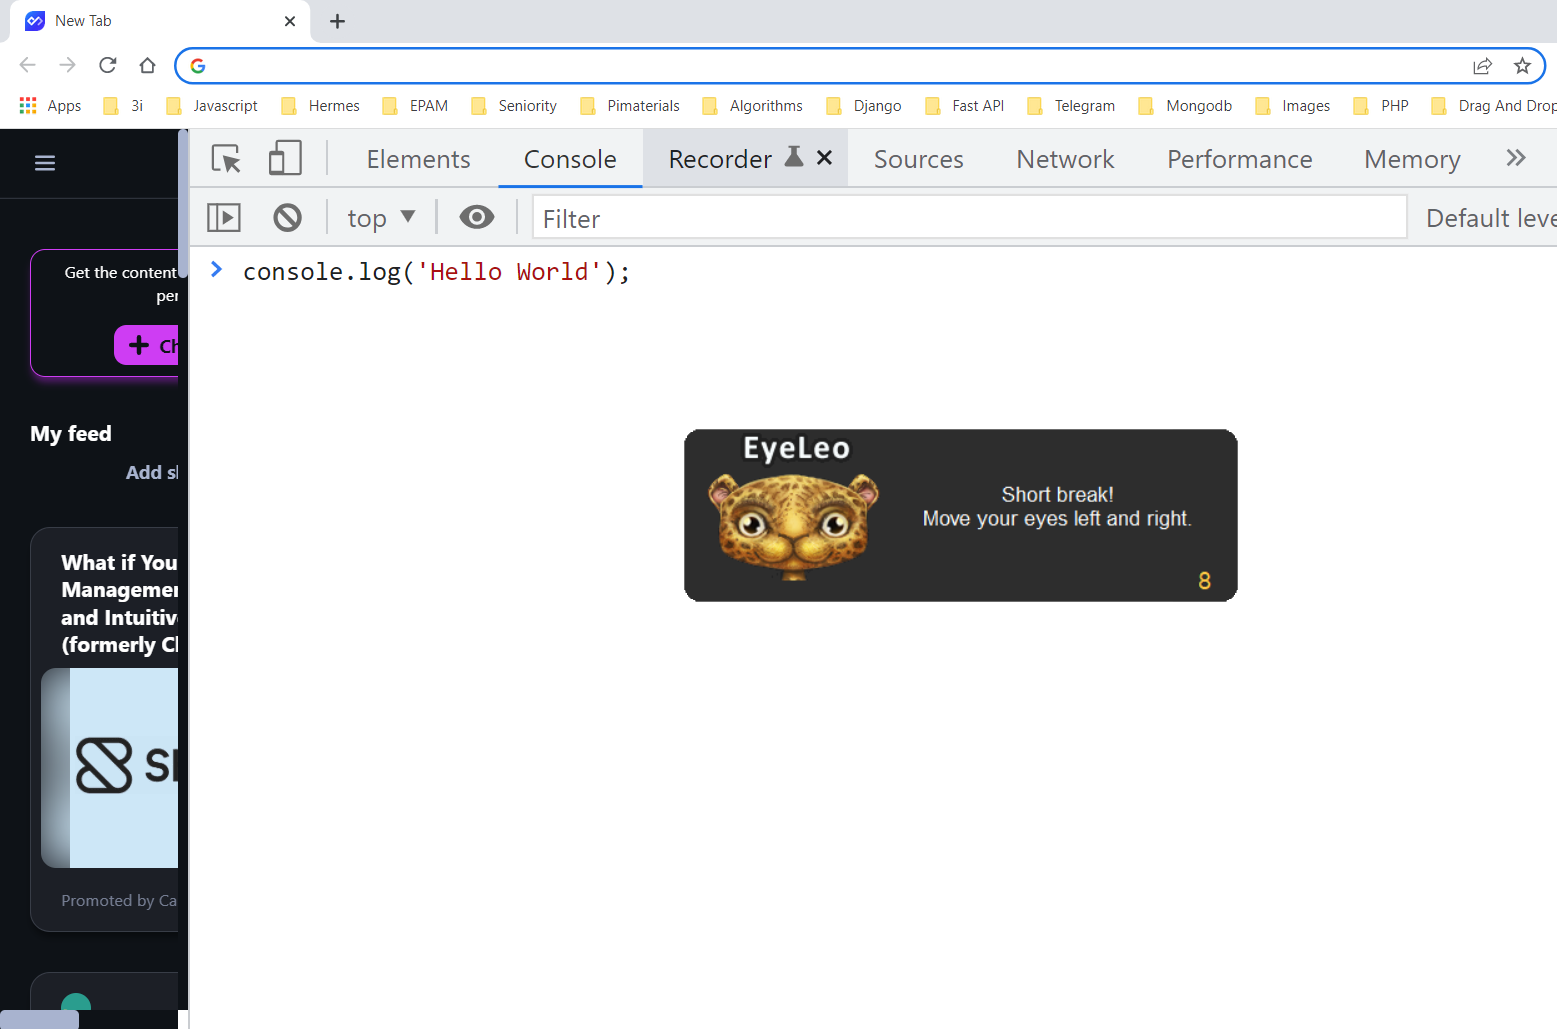 New Tab
Apps 3i Javascript Hermes EPAM Seniority Pimaterials Algorithms Django Fast API Telegram Mongodb Images PHP Drag And Drop
Elements Console Recorder Sources Network Performance Memory
top Filter Default leve
> console.log('Hello World');
Get the content
per
Ch
My feed
Add sl
What if You
Managemen
and Intuitive
(formerly Cl
Promoted by Ca
EyeLeo
Short break!
Move your eyes left and right.
8